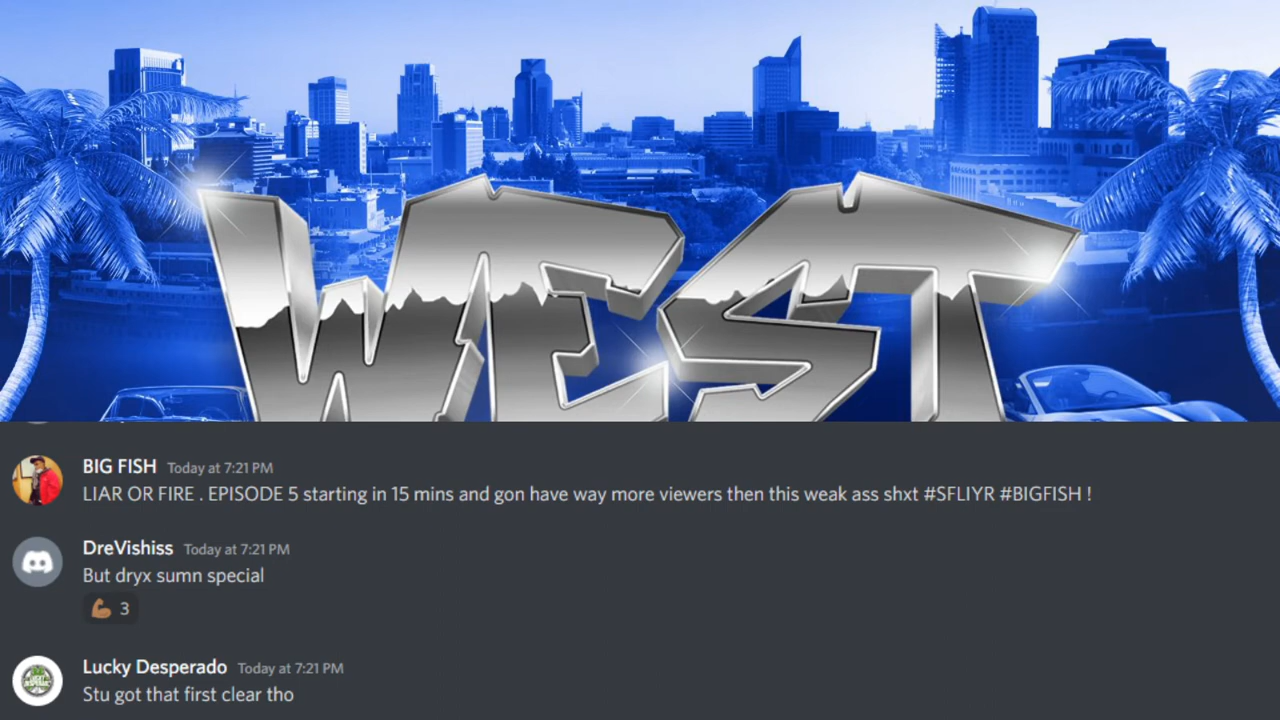 WEST
BIG FISH Today at 7:21 PM
LIAR OR FIRE . EPISODE 5 starting in 15 mins and gon have way more viewers then this weak ass shxt #SFLIYR #BIGFISH !
DreVishiss Today at 7:21 PM
But dryx sumn special
3
Lucky Desperado Today at 7:21 PM
Stu got that first clear tho